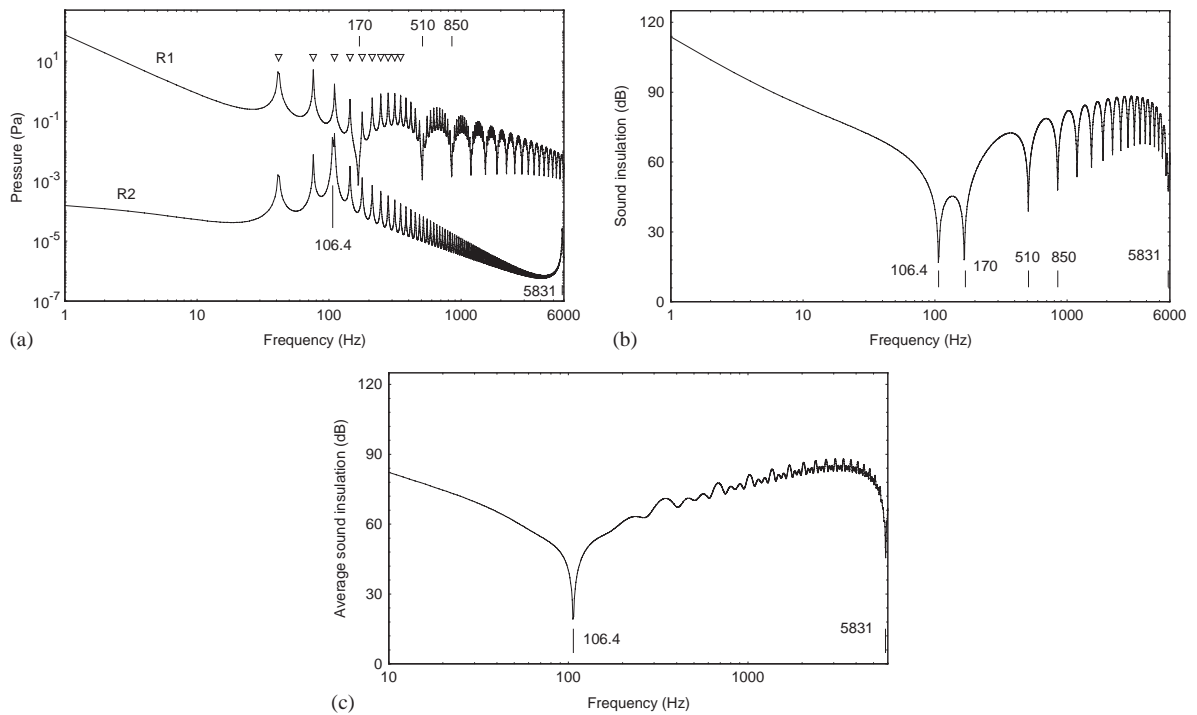 170 510 850
R1
R2
106.4
5831
Pressure (Pa)
10^1
10^-1
10^-3
10^-5
10^-7
1 10 100 1000 6000
Frequency (Hz)
(a)
Sound insulation (dB)
120
90
60
30
0
106.4 170 510 850 5831
1 10 100 1000 6000
Frequency (Hz)
(b)
Average sound insulation (dB)
120
90
60
30
0
106.4 5831
10 100 1000
Frequency (Hz)
(c)